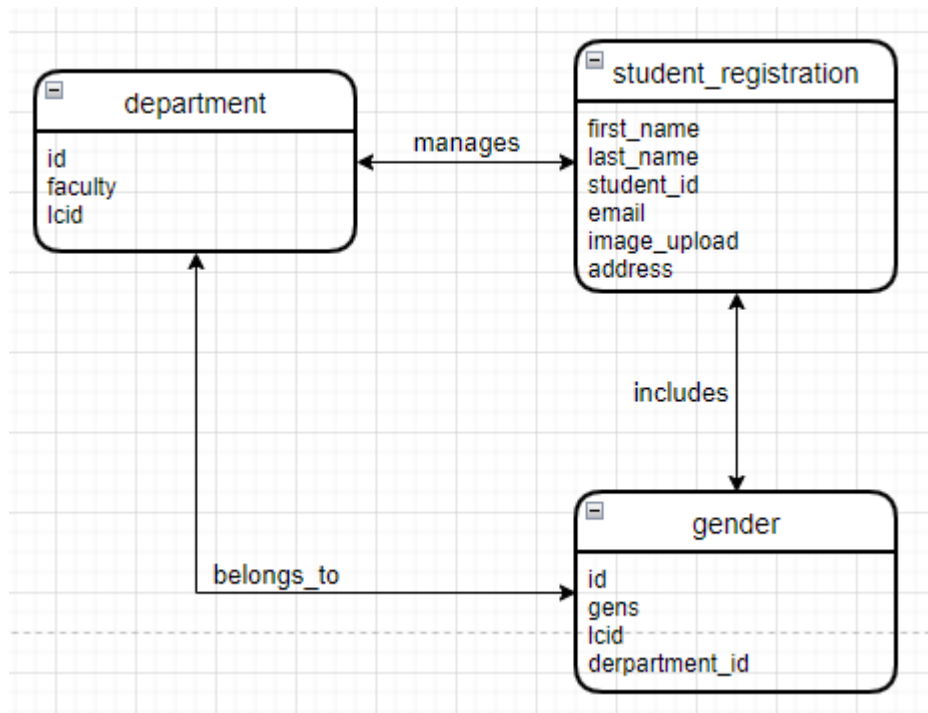 department
id
faculty
lcid
manages
student_registration
first_name
last_name
student_id
email
image_upload
address
includes
belongs_to
gender
id
gens
lcid
derpartment_id